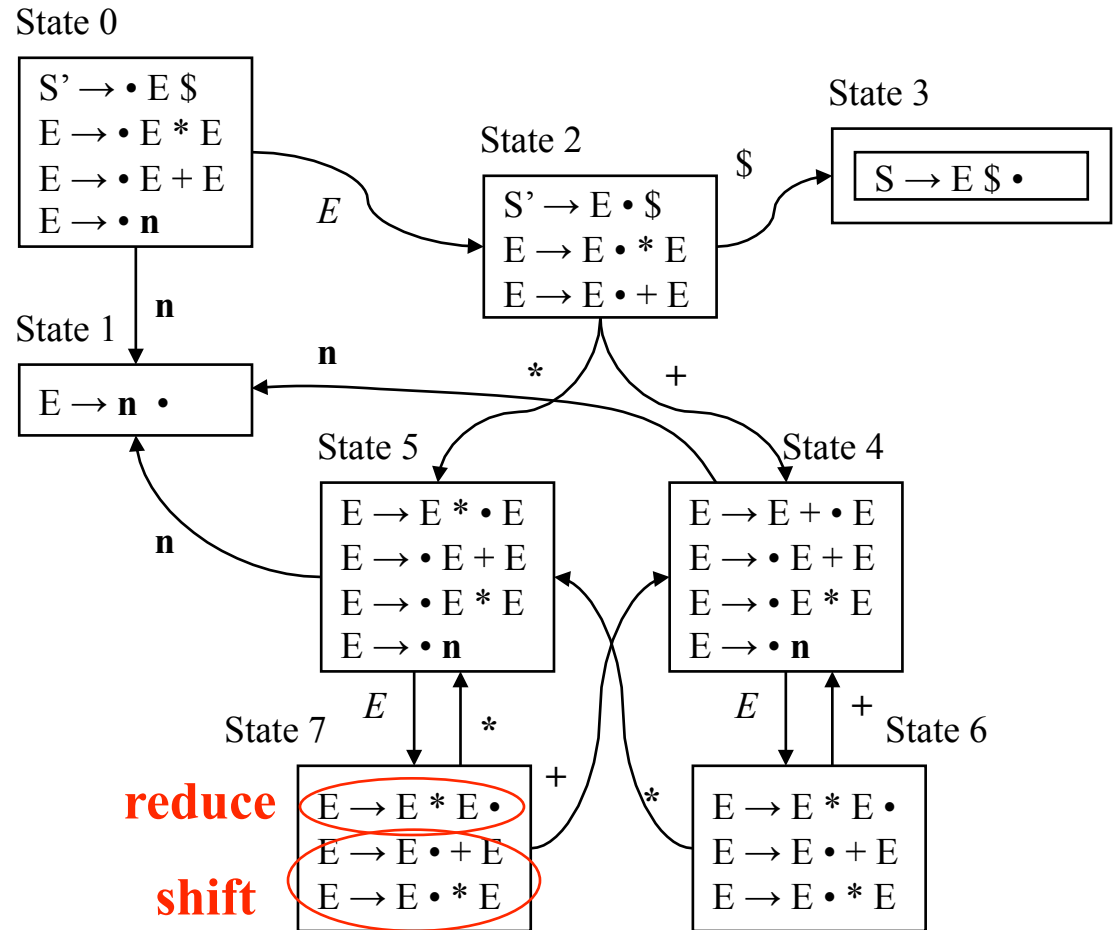 State 0
S’ → • E $
E → • E * E
E → • E + E
E → • n
E
n
State 1
E → n •
State 2
S’ → E • $
E → E • * E
E → E • + E
$
State 3
S → E $ •
n
*
+
State 5
E → E * • E
E → • E + E
E → • E * E
E → • n
n
State 4
E → E + • E
E → • E + E
E → • E * E
E → • n
E
*
State 7
reduce
E → E * E •
E → E • + E
shift
E → E • * E
+
*
E
+
State 6
E → E * E •
E → E • + E
E → E • * E